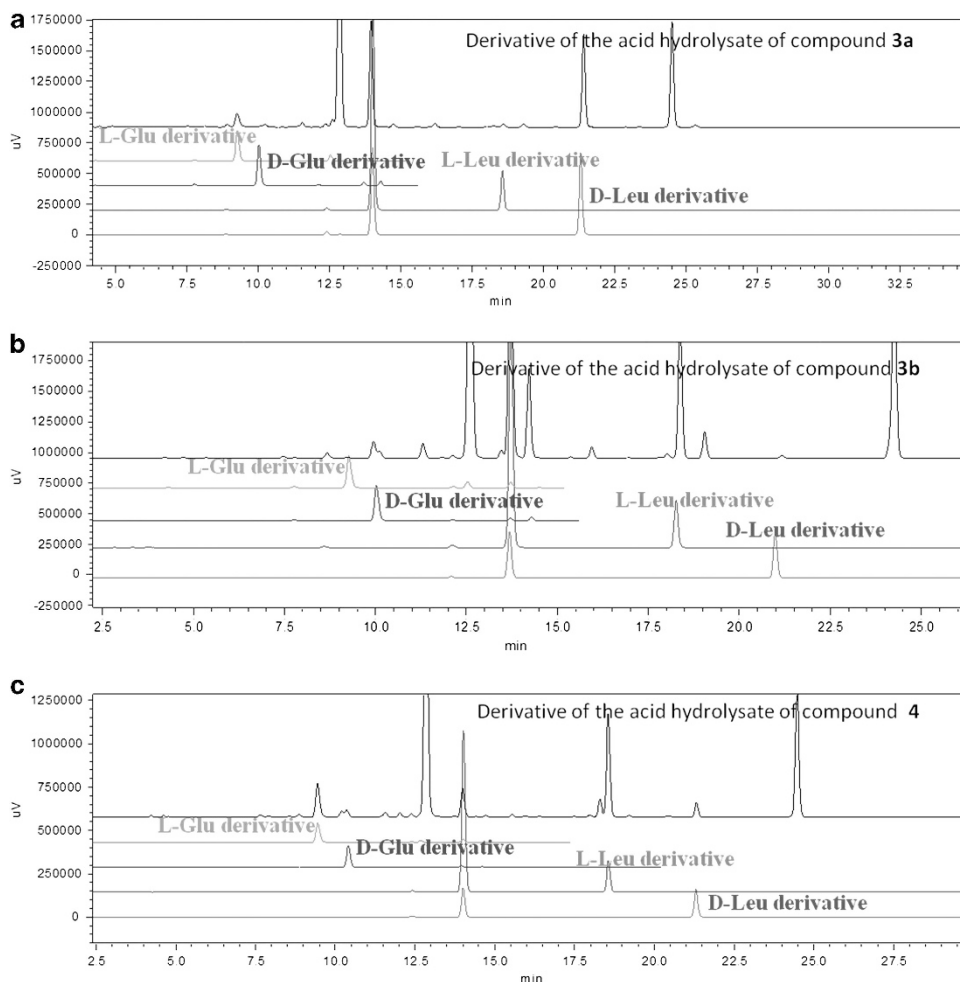 a
Derivative of the acid hydrolysate of compound 3a
1750000
1500000
1250000
1000000
750000
500000
250000
0
-250000
uV
L-Glu derivative
D-Glu derivative
L-Leu derivative
D-Leu derivative
5.0 7.5 10.0 12.5 15.0 17.5 20.0 22.5 25.0 27.5 30.0 32.5
min
b
Derivative of the acid hydrolysate of compound 3b
1750000
1500000
1250000
1000000
750000
500000
250000
0
-250000
uV
L-Glu derivative
D-Glu derivative
L-Leu derivative
D-Leu derivative
2.5 5.0 7.5 10.0 12.5 15.0 17.5 20.0 22.5 25.0
min
c
Derivative of the acid hydrolysate of compound 4
1250000
1000000
750000
500000
250000
0
uV
L-Glu derivative
D-Glu derivative
L-Leu derivative
D-Leu derivative
2.5 5.0 7.5 10.0 12.5 15.0 17.5 20.0 22.5 25.0 27.5
min